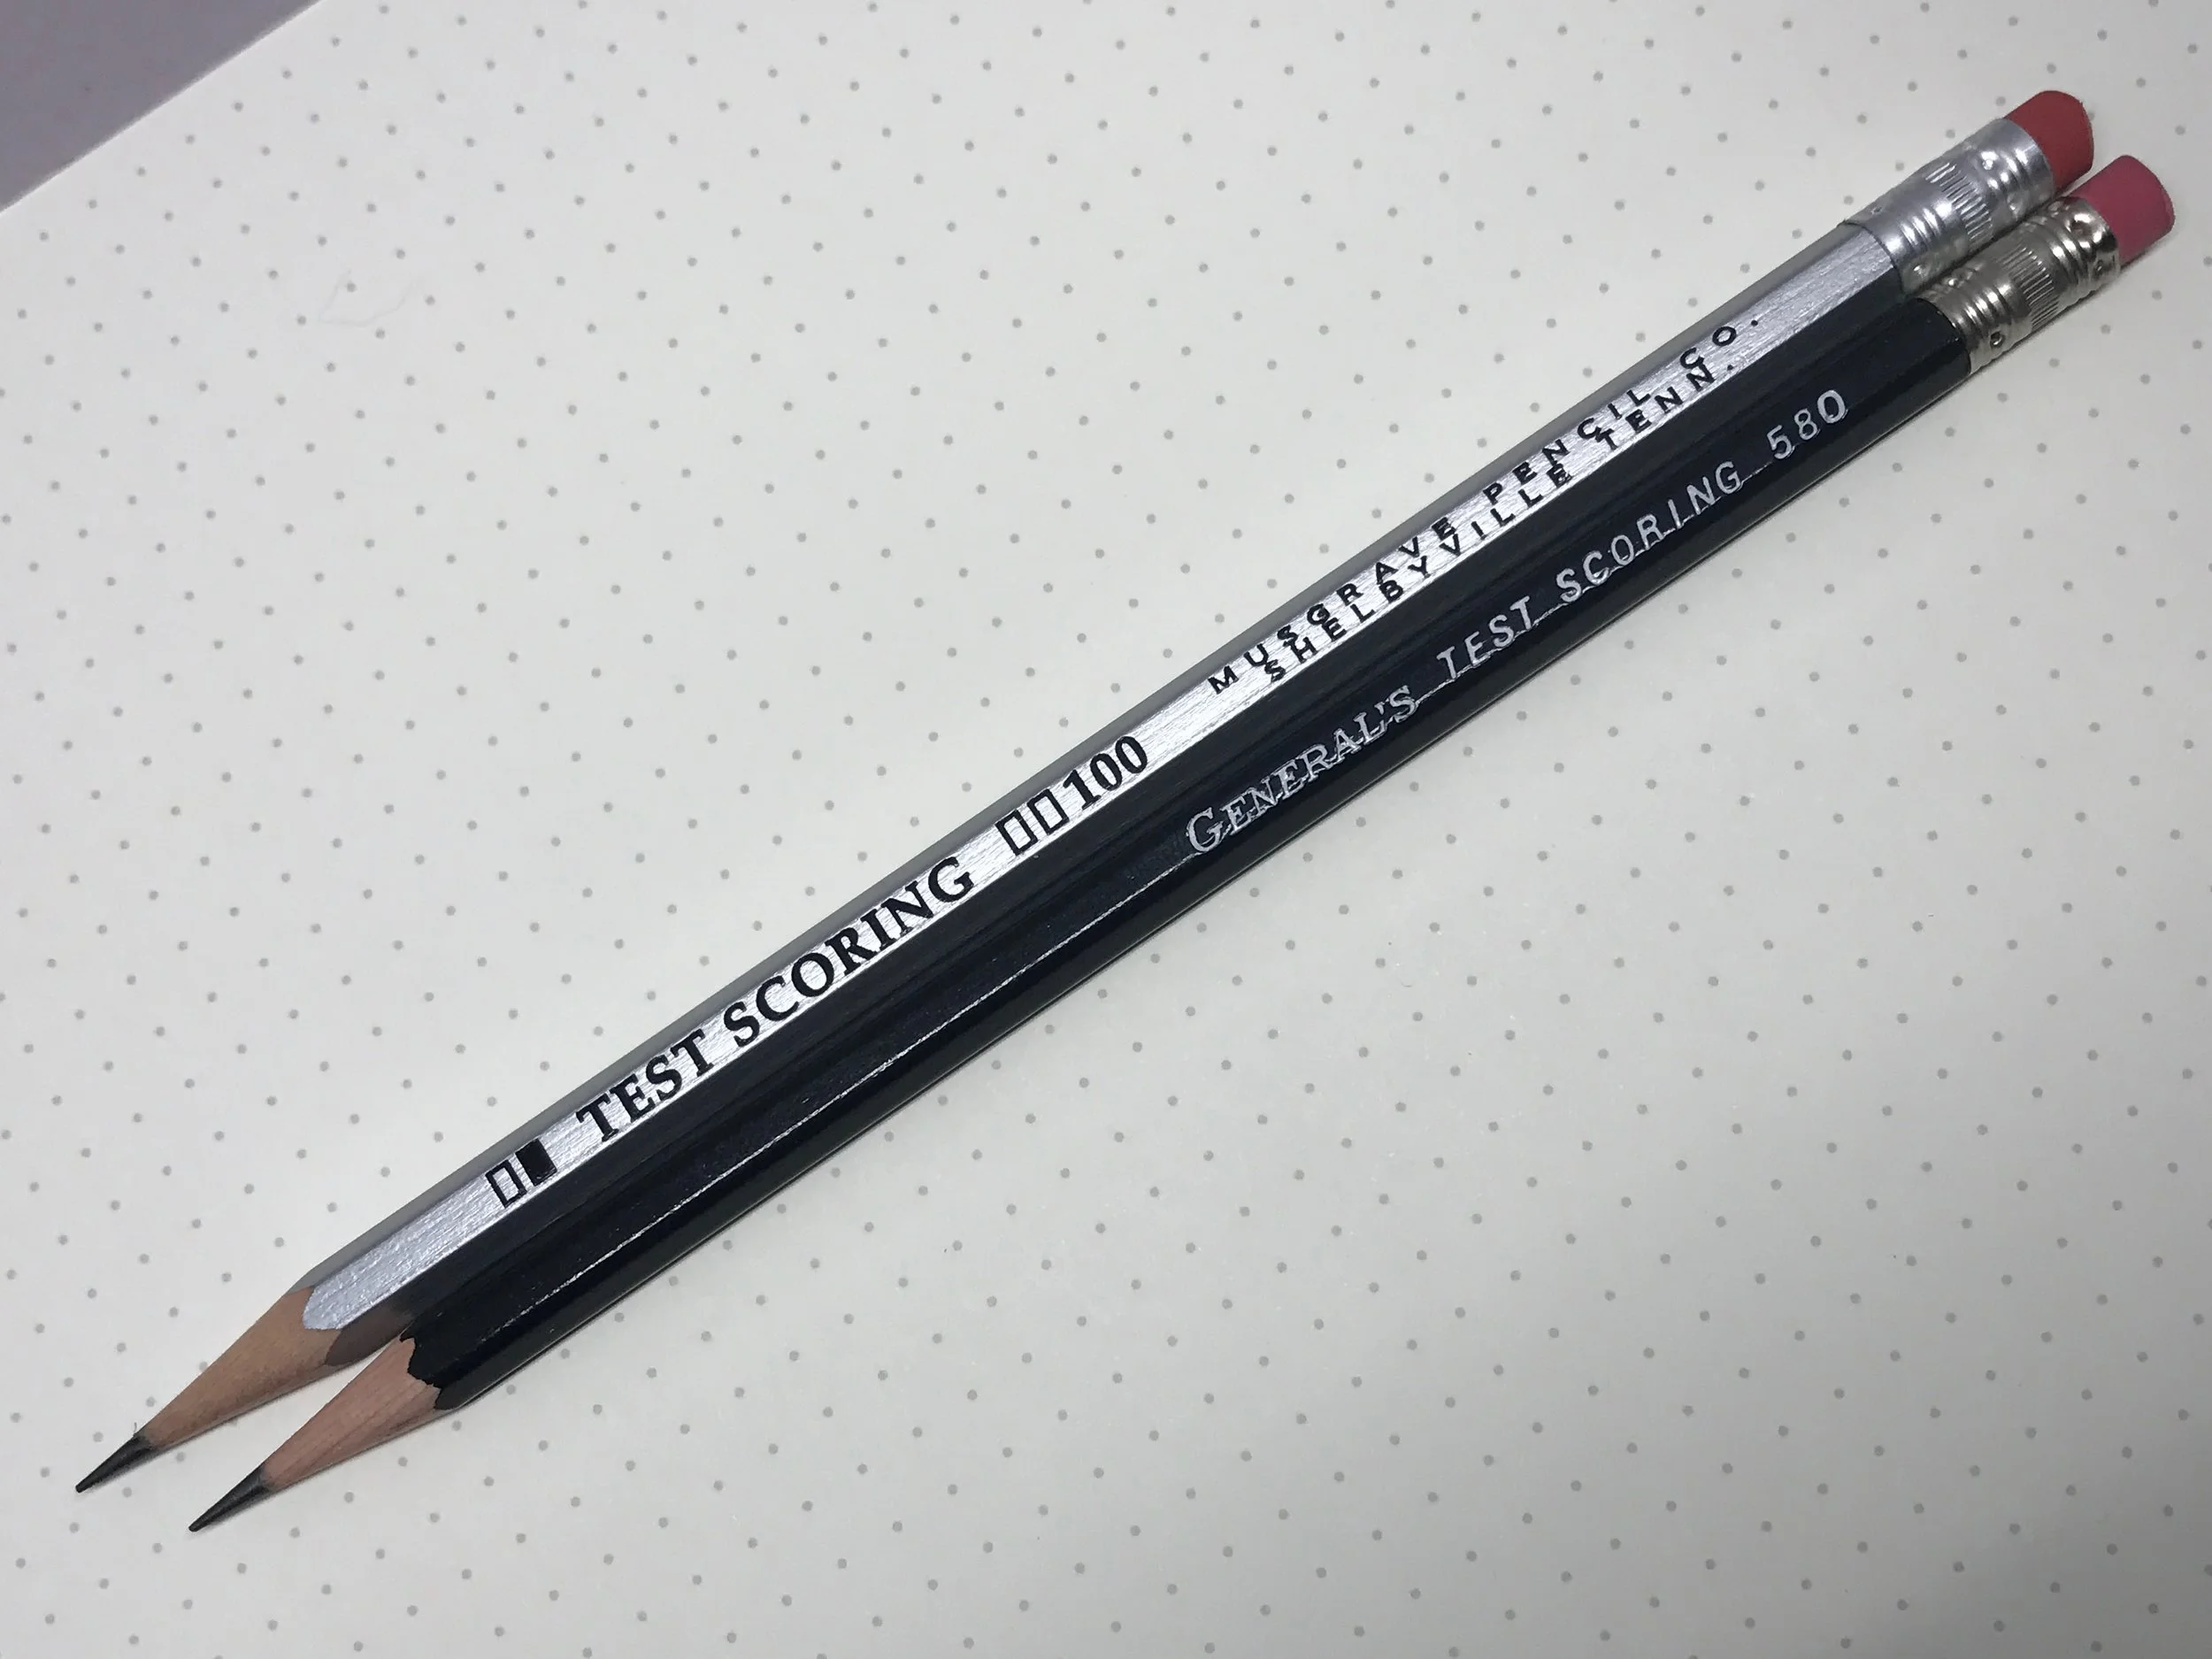 TEST SCORING 100
MUSGRAVE PENCIL CO.
SHELBYVILLE TENN.
GENERAL'S TEST SCORING 580